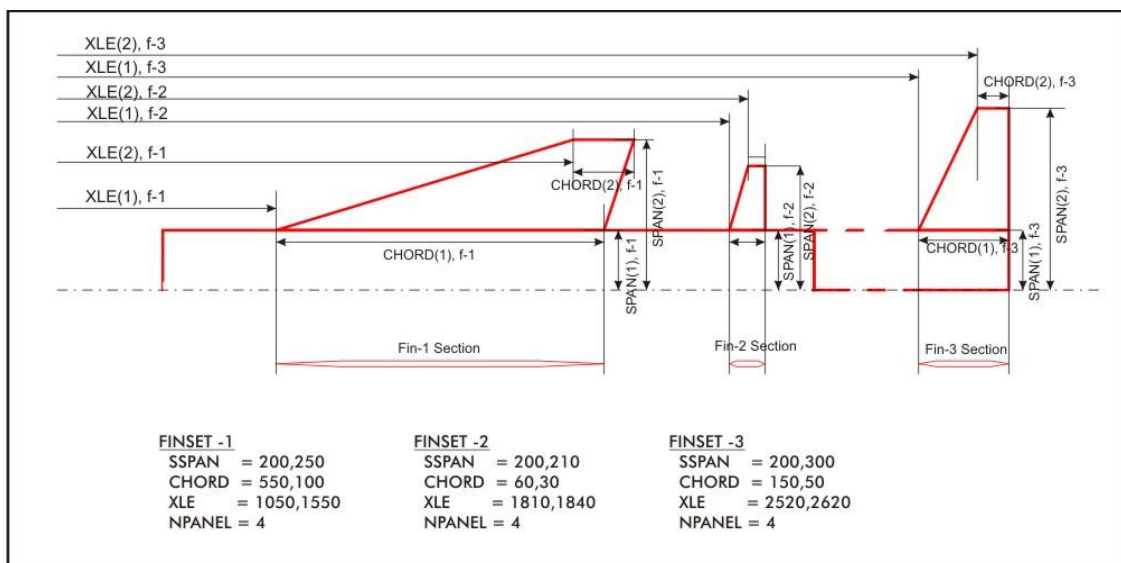 XLE(2), f-3
XLE(1), f-3
XLE(2), f-2
XLE(1), f-2
XLE(2), f-1
XLE(1), f-1
CHORD(2), f-3
CHORD(2), f-1
CHORD(1), f-1
CHORD(1), f-3
SPAN(1), f-1
SPAN(2), f-1
SPAN(1), f-2
SPAN(2), f-2
SPAN(1), f-3
SPAN(2), f-3
Fin-1 Section
Fin-2 Section
Fin-3 Section
FINSET -1
SSPAN = 200,250
CHORD = 550,100
XLE = 1050,1550
NPANEL = 4
FINSET -2
SSPAN = 200,210
CHORD = 60,30
XLE = 1810,1840
NPANEL = 4
FINSET -3
SSPAN = 200,300
CHORD = 150,50
XLE = 2520,2620
NPANEL = 4